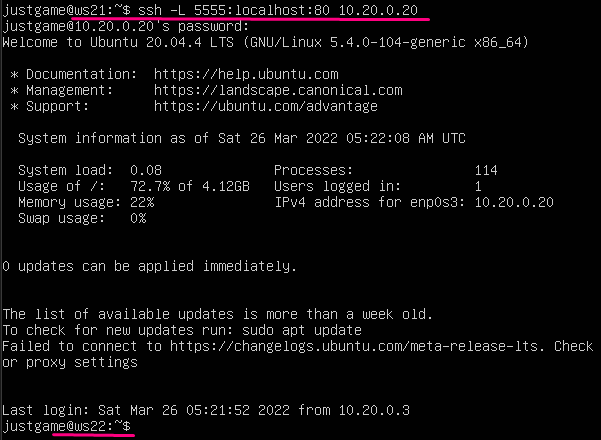 justgame@ws21:~$ ssh -L 5555:localhost:80 10.20.0.20
justgame@10.20.0.20's password:
Welcome to Ubuntu 20.04.4 LTS (GNU/Linux 5.4.0-104-generic x86_64)
* Documentation: https://help.ubuntu.com
* Management: https://landscape.canonical.com
* Support: https://ubuntu.com/advantage
System information as of Sat 26 Mar 2022 05:22:08 AM UTC
System load: 0.08 Processes: 114
Usage of /: 72.7% of 4.12GB Users logged in: 1
Memory usage: 22% IPv4 address for enp0s3: 10.20.0.20
Swap usage: 0%
0 updates can be applied immediately.
The list of available updates is more than a week old.
To check for new updates run: sudo apt update
Failed to connect to https://changelogs.ubuntu.com/meta-release-lts. Check
or proxy settings
Last login: Sat Mar 26 05:21:52 2022 from 10.20.0.3
justgame@ws22:~$